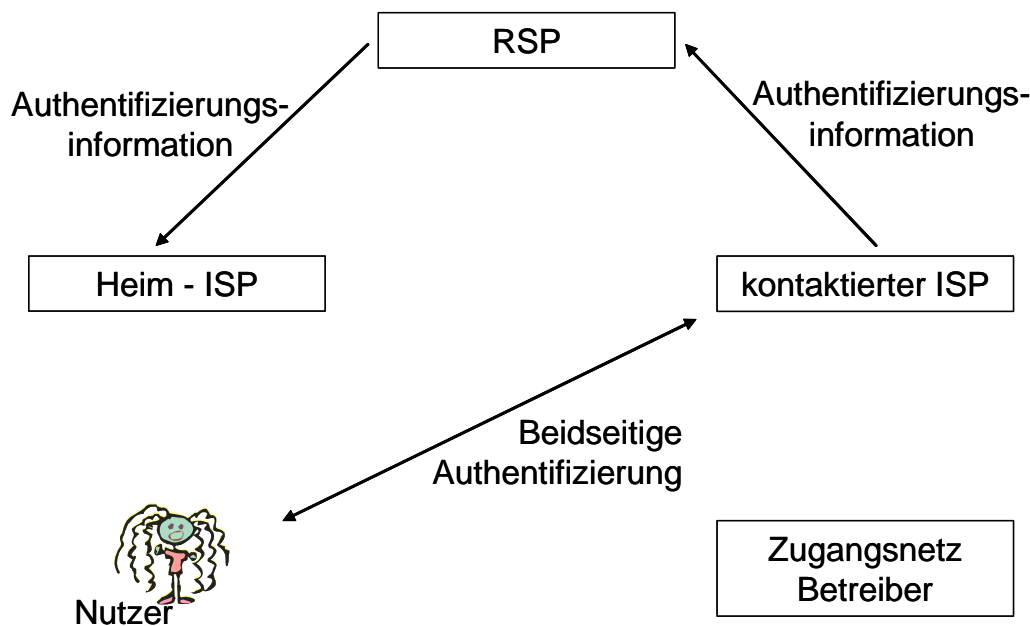 RSP
Authentifizierungs-
information
Authentifizierungs-
information
Heim - ISP
kontaktierter ISP
Beidseitige
Authentifizierung
Nutzer
Zugangsnetz
Betreiber